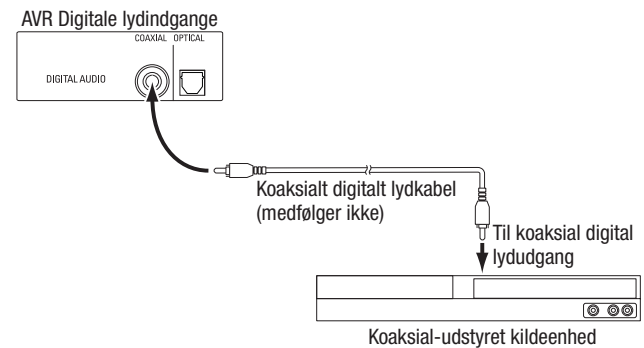 AVR Digitale lydindgange
COAXIAL OPTICAL
DIGITAL AUDIO
Koaksialt digitalt lydkabel
(medfølger ikke)
Til koaksial digital
lydudgang
Koaksial-udstyret kildeenhed